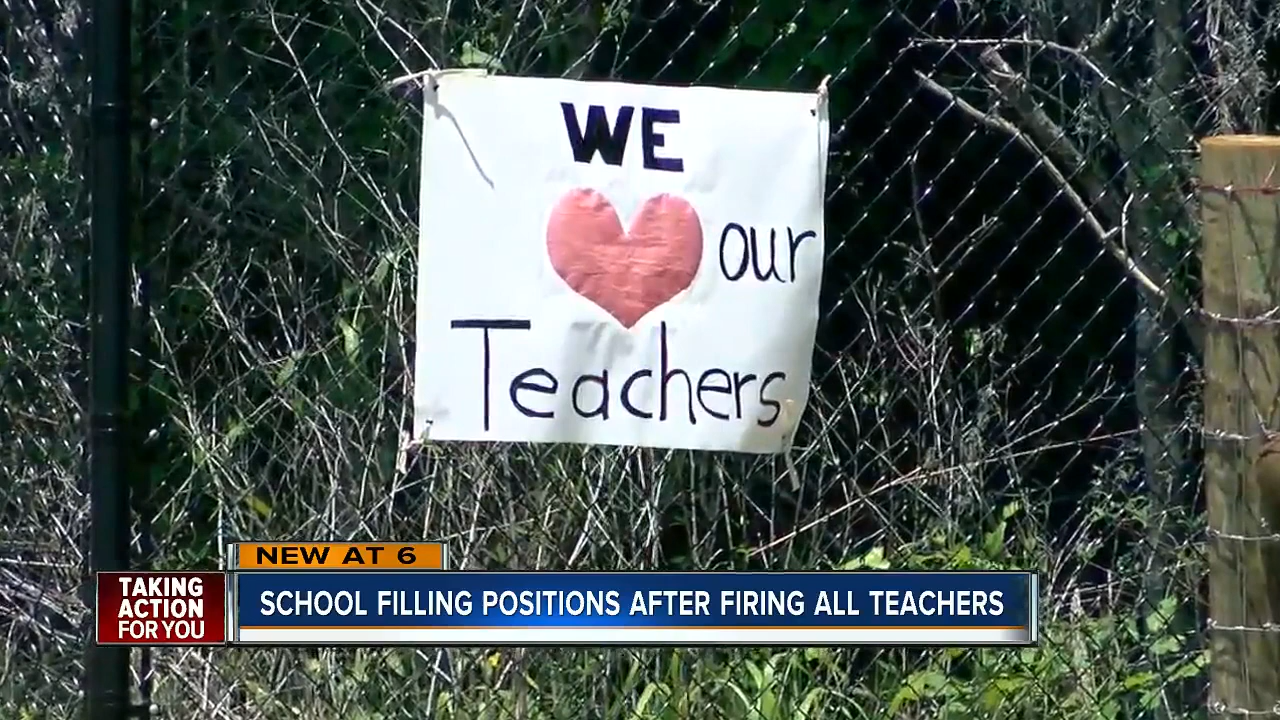 WE
our
Teachers
NEW AT 6
TAKING
ACTION
FOR YOU
SCHOOL FILLING POSITIONS AFTER FIRING ALL TEACHERS